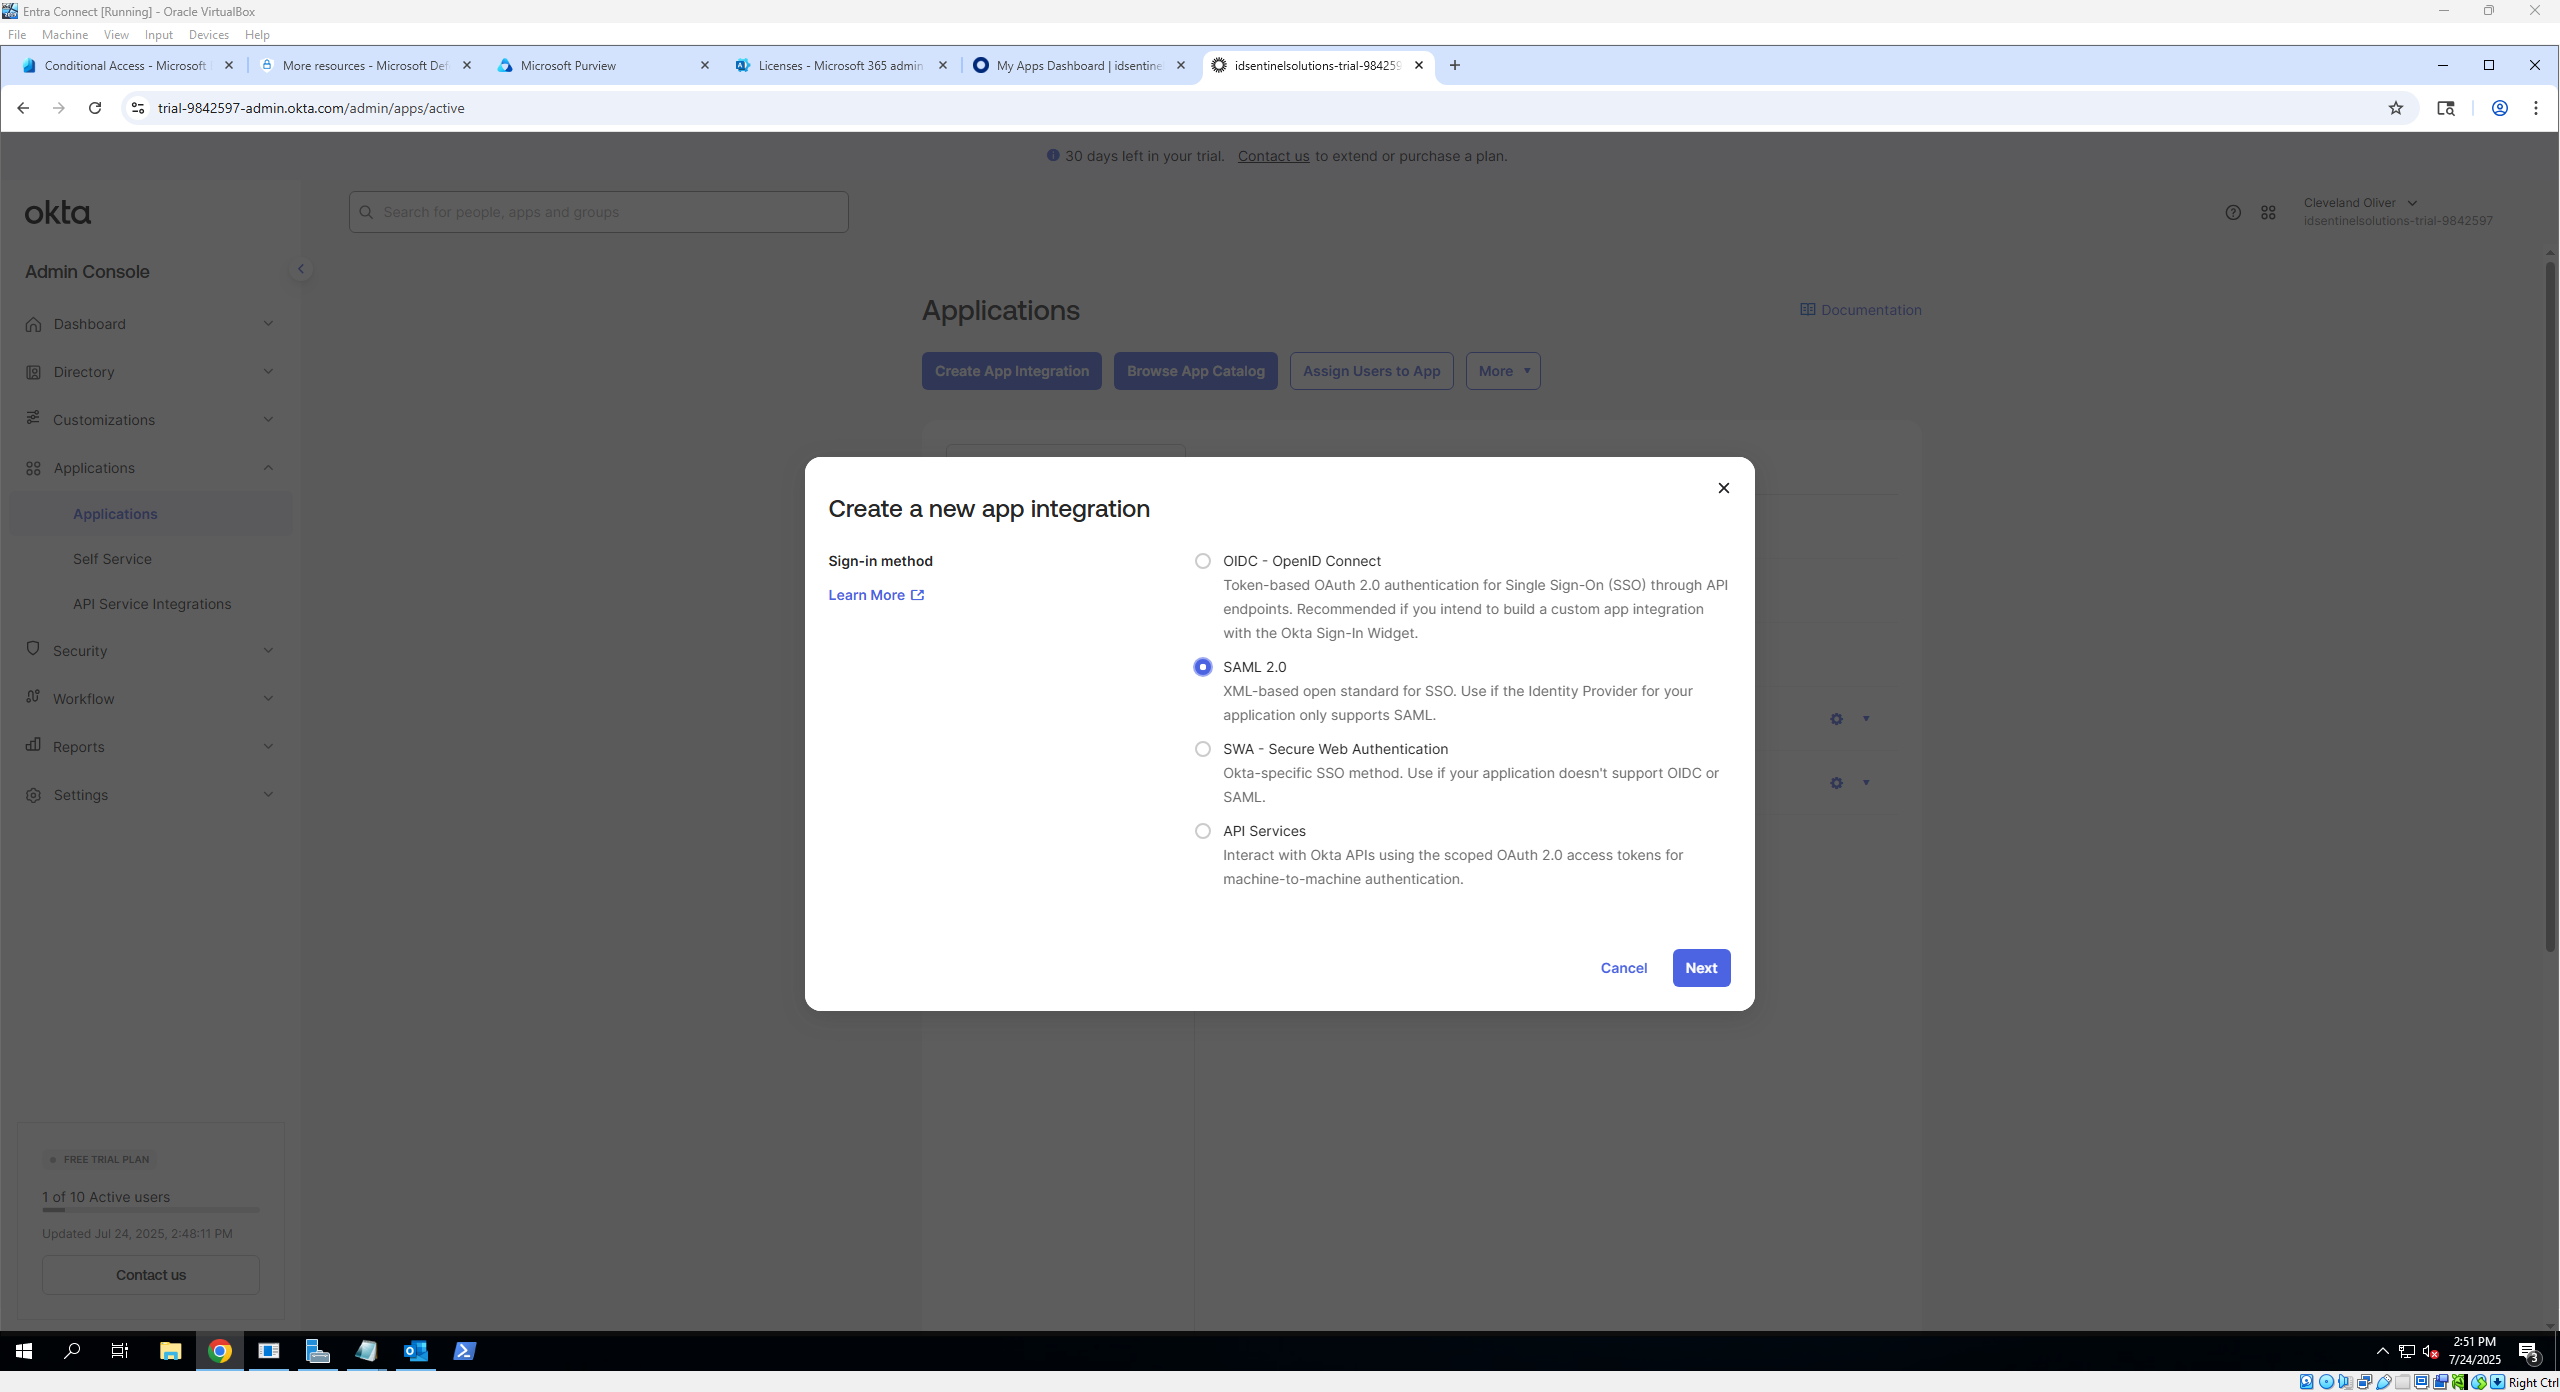 Entra Connect [Running] - Oracle VirtualBox
File Machine View Input Devices Help
Conditional Access - Microsoft
More resources - Microsoft Def
Microsoft Purview
Licenses - Microsoft 365 admin
My Apps Dashboard | idsentine
idsentinelsolutions-trial-984259
trial-9842597-admin.okta.com/admin/apps/active
30 days left in your trial. Contact us to extend or purchase a plan.
okta
Search for people, apps and groups
Cleveland Oliver
idsentinelsolutions-trial-9842597
Admin Console
Dashboard
Directory
Customizations
Applications
Applications
Self Service
API Service Integrations
Security
Workflow
Reports
Settings
FREE TRIAL PLAN
1 of 10 Active users
Updated Jul 24, 2025, 2:48:11 PM
Contact us
Applications
Documentation
Create App Integration
Browse App Catalog
Assign Users to App
More
Create a new app integration
Sign-in method
Learn More
OIDC - OpenID Connect
Token-based OAuth 2.0 authentication for Single Sign-On (SSO) through API
endpoints. Recommended if you intend to build a custom app integration
with the Okta Sign-In Widget.
SAML 2.0
XML-based open standard for SSO. Use if the Identity Provider for your
application only supports SAML.
SWA - Secure Web Authentication
Okta-specific SSO method. Use if your application doesn't support OIDC or
SAML.
API Services
Interact with Okta APIs using the scoped OAuth 2.0 access tokens for
machine-to-machine authentication.
Cancel
Next
2:51 PM
7/24/2025
3
Right Ctrl